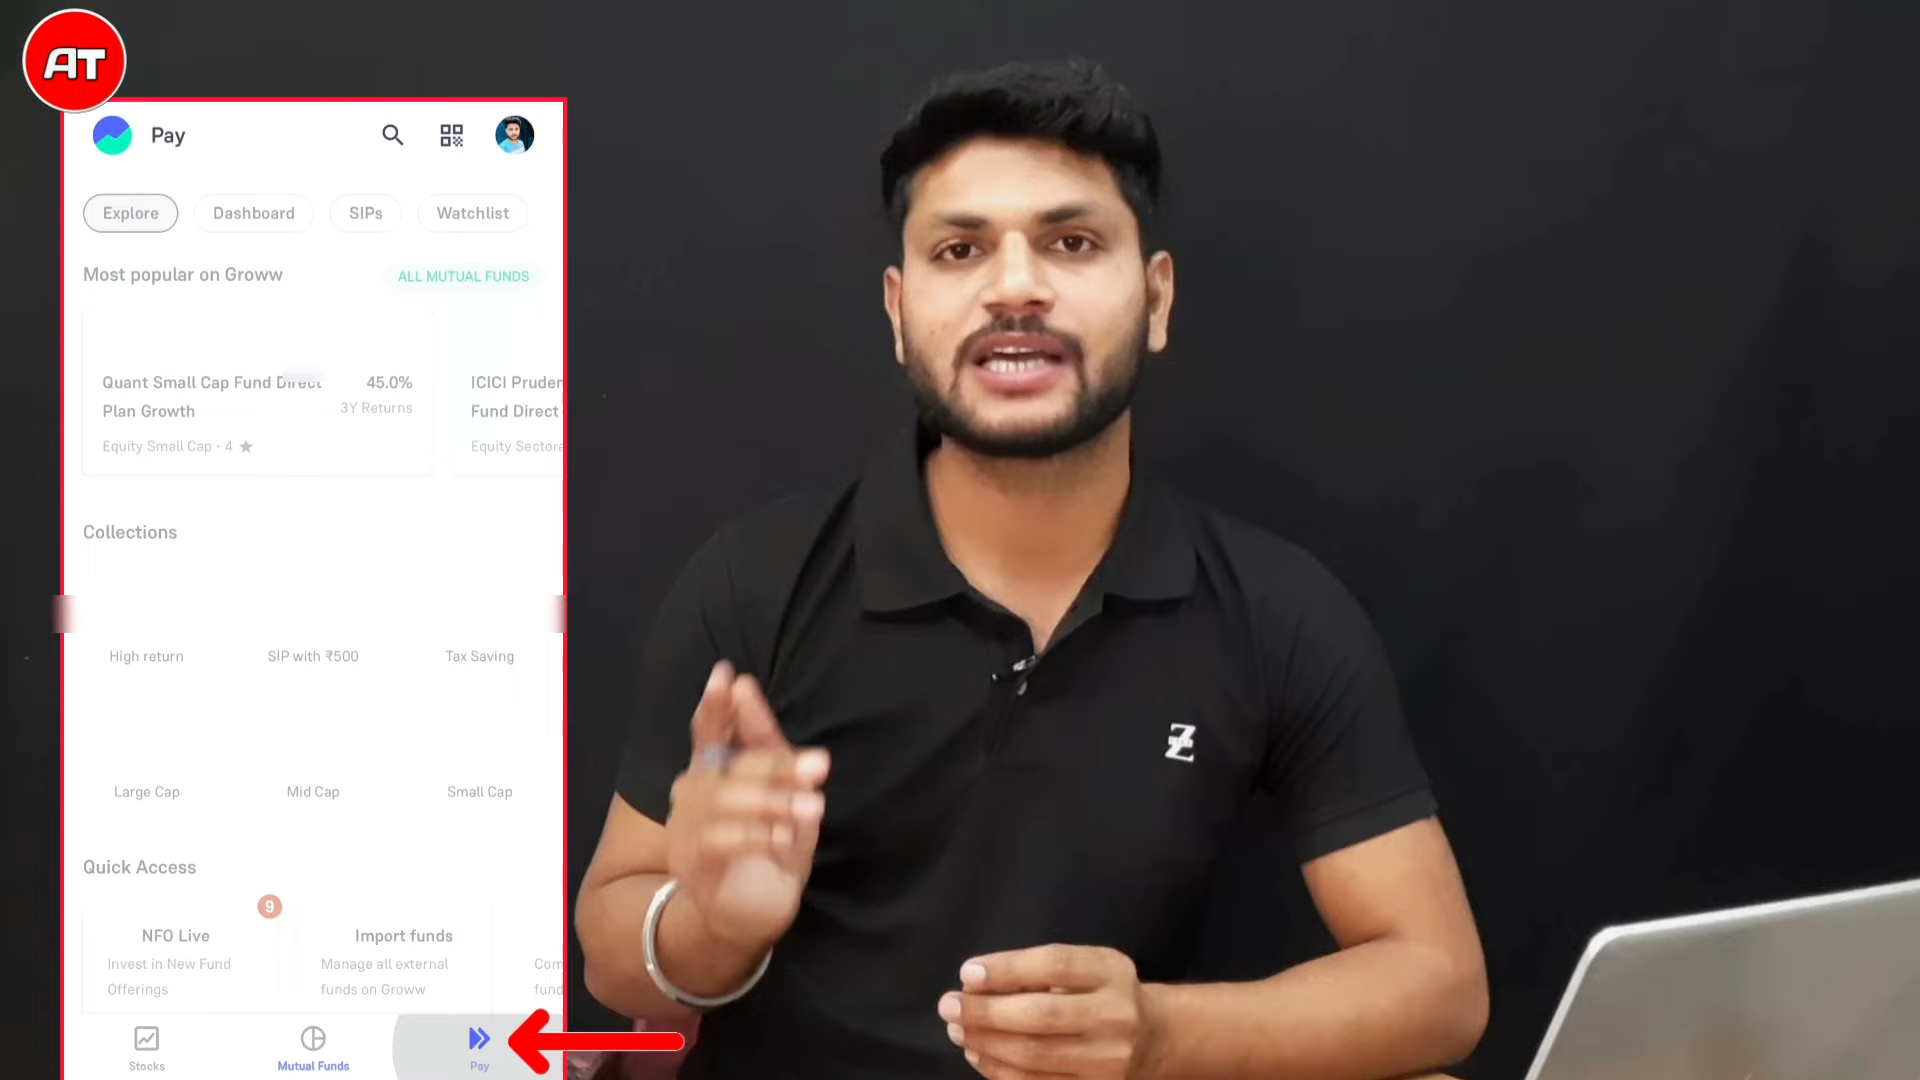 AT
Pay
Explore Dashboard SIPs Watchlist
Most popular on Groww ALL MUTUAL FUNDS
Quant Small Cap Fund Direct 45.0% ICICI Pruden
Plan Growth 3Y Returns Fund Direct
Equity Small Cap • 4 ★ Equity Sectora
Collections
High return SIP with ₹500 Tax Saving
Large Cap Mid Cap Small Cap
Quick Access
9
NFO Live Import funds
Invest in New Fund Manage all external Com
Offerings funds on Groww fund
Stocks Mutual Funds Pay
Z